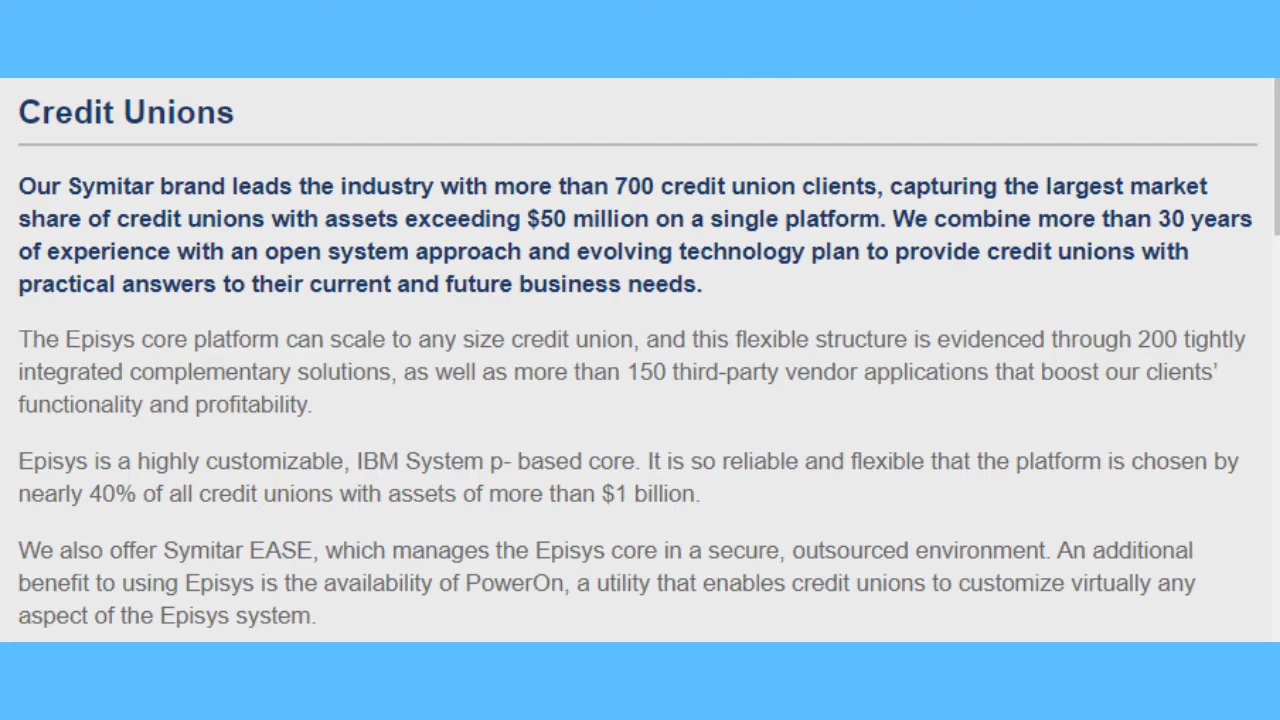 Credit Unions
Our Symitar brand leads the industry with more than 700 credit union clients, capturing the largest market
share of credit unions with assets exceeding $50 million on a single platform. We combine more than 30 years
of experience with an open system approach and evolving technology plan to provide credit unions with
practical answers to their current and future business needs.
The Episys core platform can scale to any size credit union, and this flexible structure is evidenced through 200 tightly
integrated complementary solutions, as well as more than 150 third-party vendor applications that boost our clients’
functionality and profitability.
Episys is a highly customizable, IBM System p- based core. It is so reliable and flexible that the platform is chosen by
nearly 40% of all credit unions with assets of more than $1 billion.
We also offer Symitar EASE, which manages the Episys core in a secure, outsourced environment. An additional
benefit to using Episys is the availability of PowerOn, a utility that enables credit unions to customize virtually any
aspect of the Episys system.